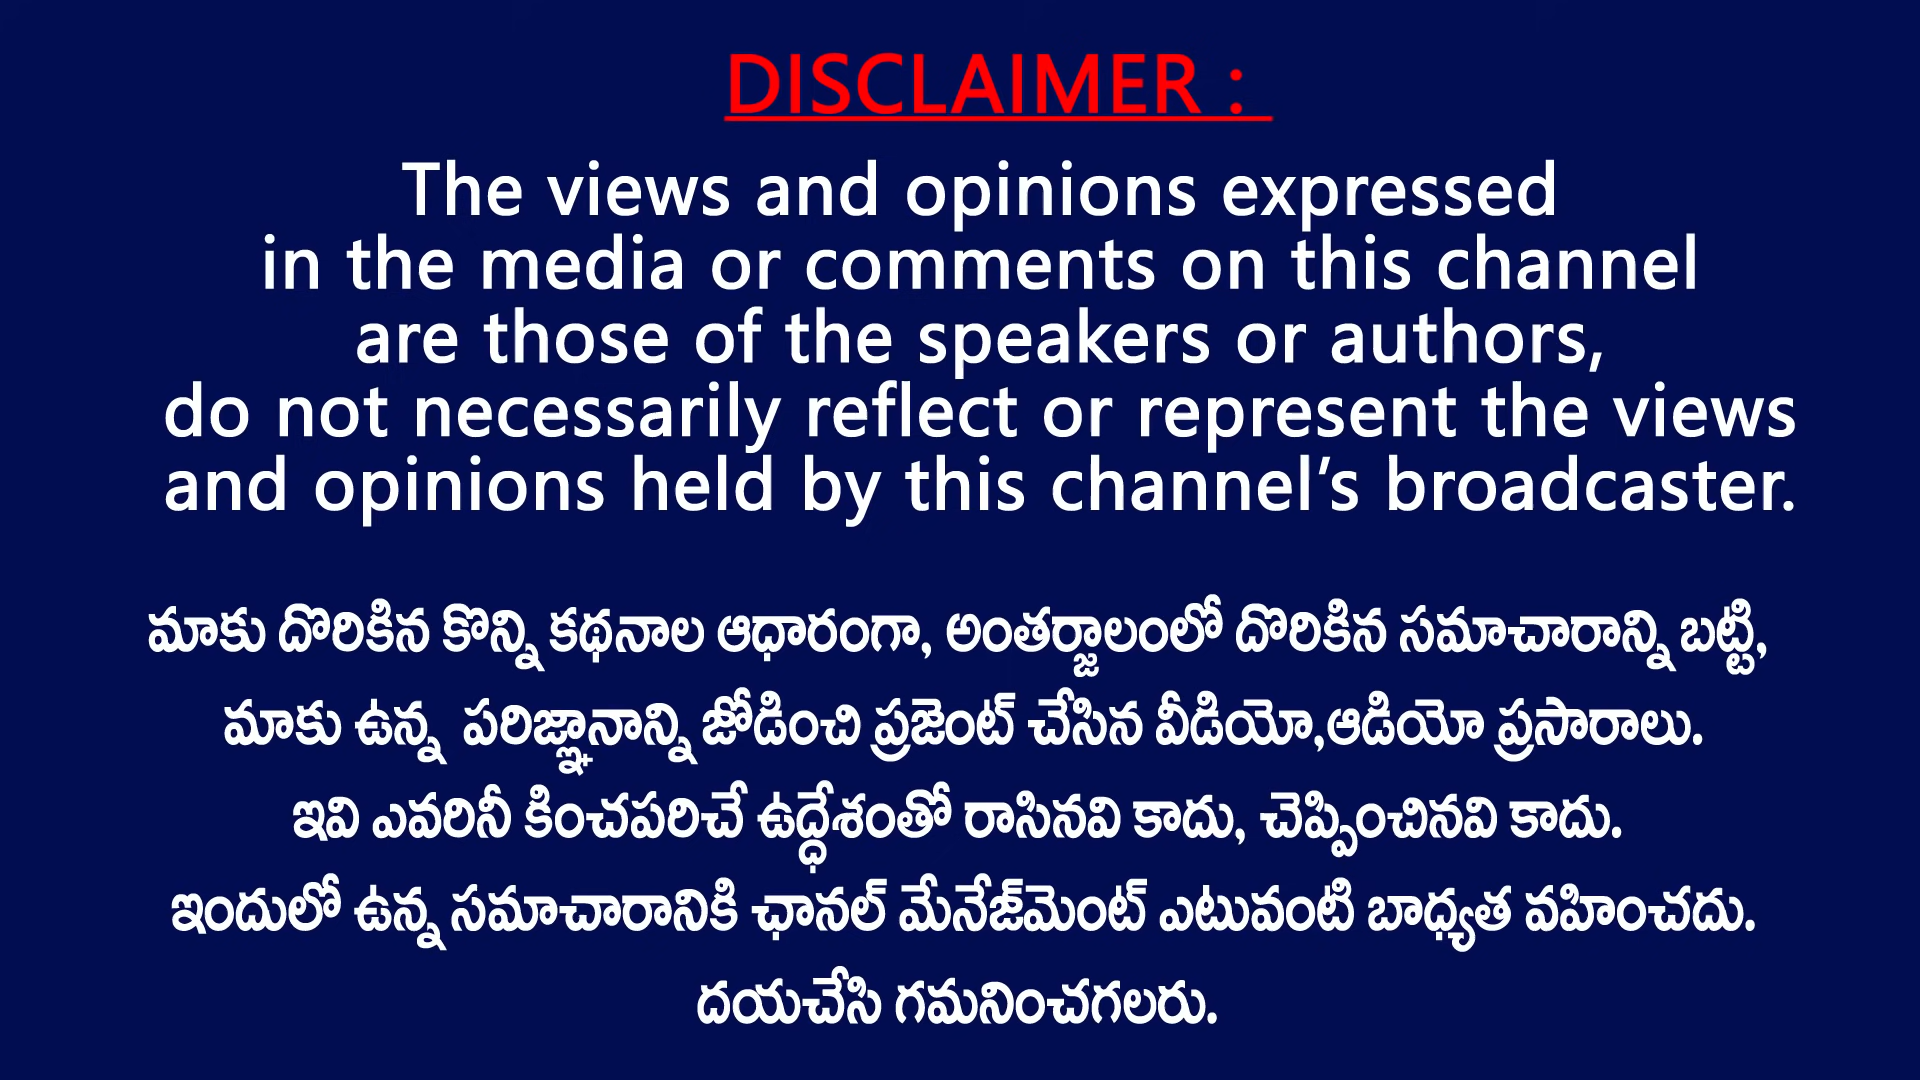 DISCLAIMER :
The views and opinions expressed
in the media or comments on this channel
are those of the speakers or authors,
do not necessarily reflect or represent the views
and opinions held by this channel’s broadcaster.
మాకు దొరికిన కొన్ని కథనాల ఆధారంగా, అంతర్జాలంలో దొరికిన సమాచారాన్ని బట్టి,
మాకు ఉన్న పరిజ్ఞానాన్ని జోడించి ప్రజెంట్ చేసిన వీడియో,ఆడియో ప్రసారాలు.
ఇవి ఎవరినీ కించపరిచే ఉద్ధేశంతో రాసినవి కాదు, చెప్పించినవి కాదు.
ఇందులో ఉన్న సమాచారానికి ఛానల్ మేనేజ్‌మెంట్ ఎటువంటి బాధ్యత వహించదు.
దయచేసి గమనించగలరు.